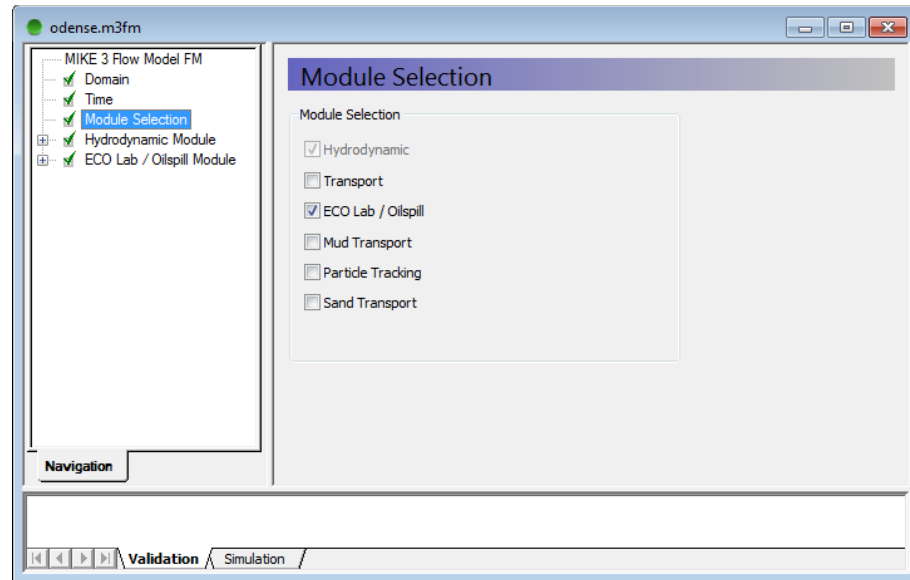 odense.m3fm
MIKE 3 Flow Model FM
Domain
Time
Module Selection
Hydrodynamic Module
ECO Lab / Oilspill Module
Navigation
Module Selection
Module Selection
Hydrodynamic
Transport
ECO Lab / Oilspill
Mud Transport
Particle Tracking
Sand Transport
Validation Simulation